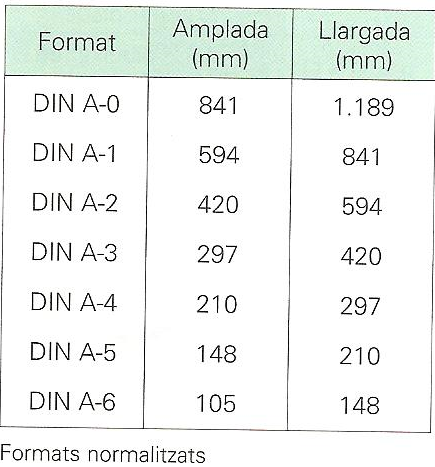 Format Amplada (mm) Llargada (mm)
DIN A-0 841 1.189
DIN A-1 594 841
DIN A-2 420 594
DIN A-3 297 420
DIN A-4 210 297
DIN A-5 148 210
DIN A-6 105 148
Formats normalitzats